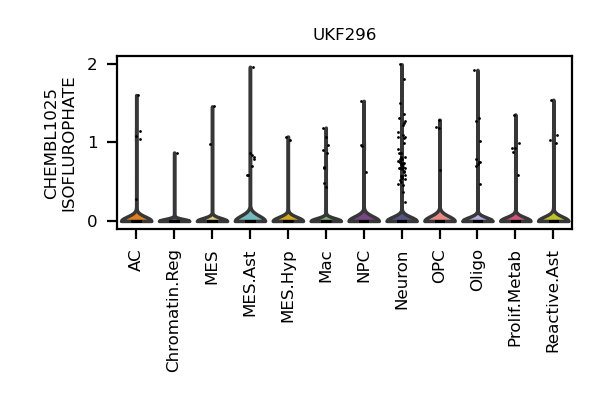 UKF296
CHEMBL1025
ISOFLUROPHATE
2
1
0
AC
Chromatin.Reg
MES
MES.Ast
MES.Hyp
Mac
NPC
Neuron
OPC
Oligo
Prolif.Metab
Reactive.Ast